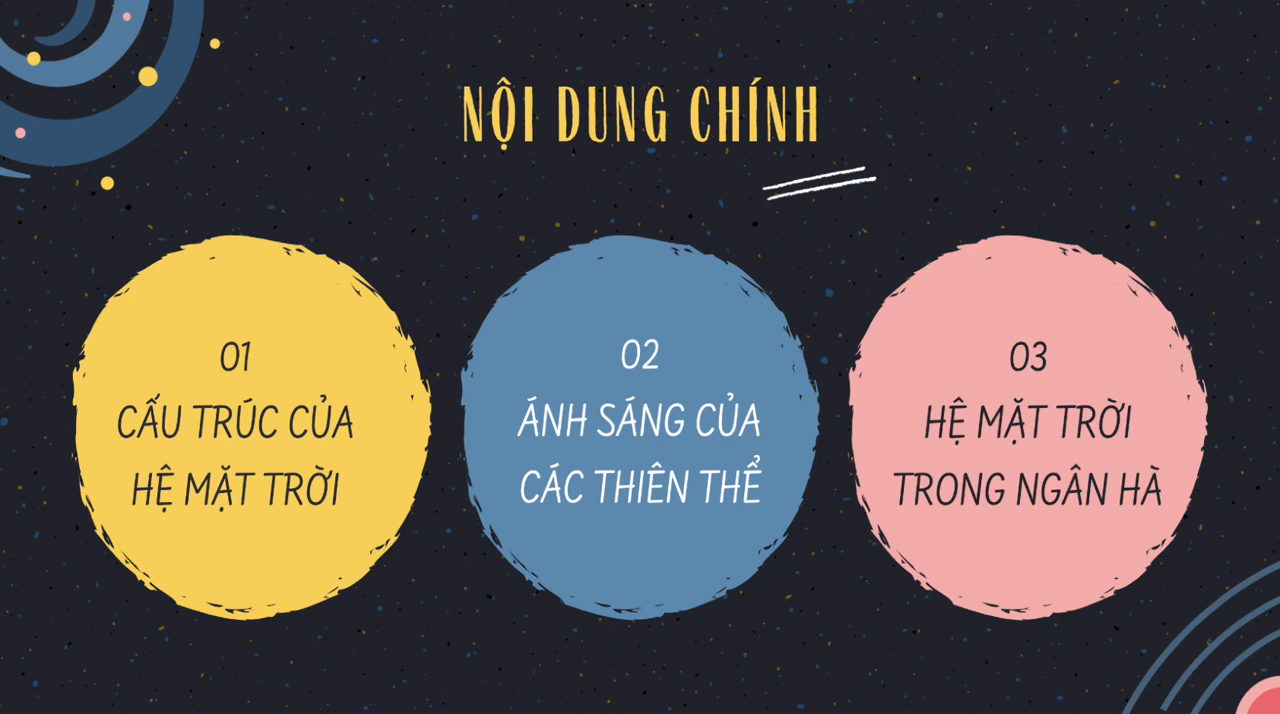 NỘI DUNG CHÍNH
01
CẤU TRÚC CỦA
HỆ MẶT TRỜI
02
ÁNH SÁNG CỦA
CÁC THIÊN THỂ
03
HỆ MẶT TRỜI
TRONG NGÂN HÀ